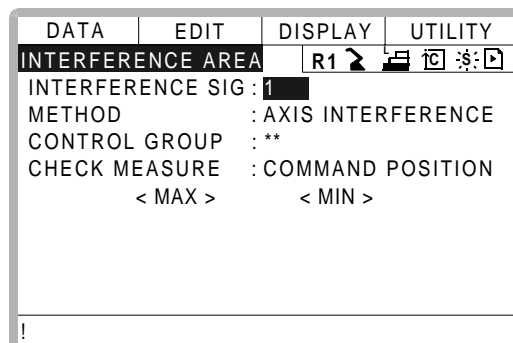 DATA EDIT DISPLAY UTILITY
INTERFERENCE AREA R1 C S
INTERFERENCE SIG : 1
METHOD : AXIS INTERFERENCE
CONTROL GROUP : **
CHECK MEASURE : COMMAND POSITION
< MAX > < MIN >
!